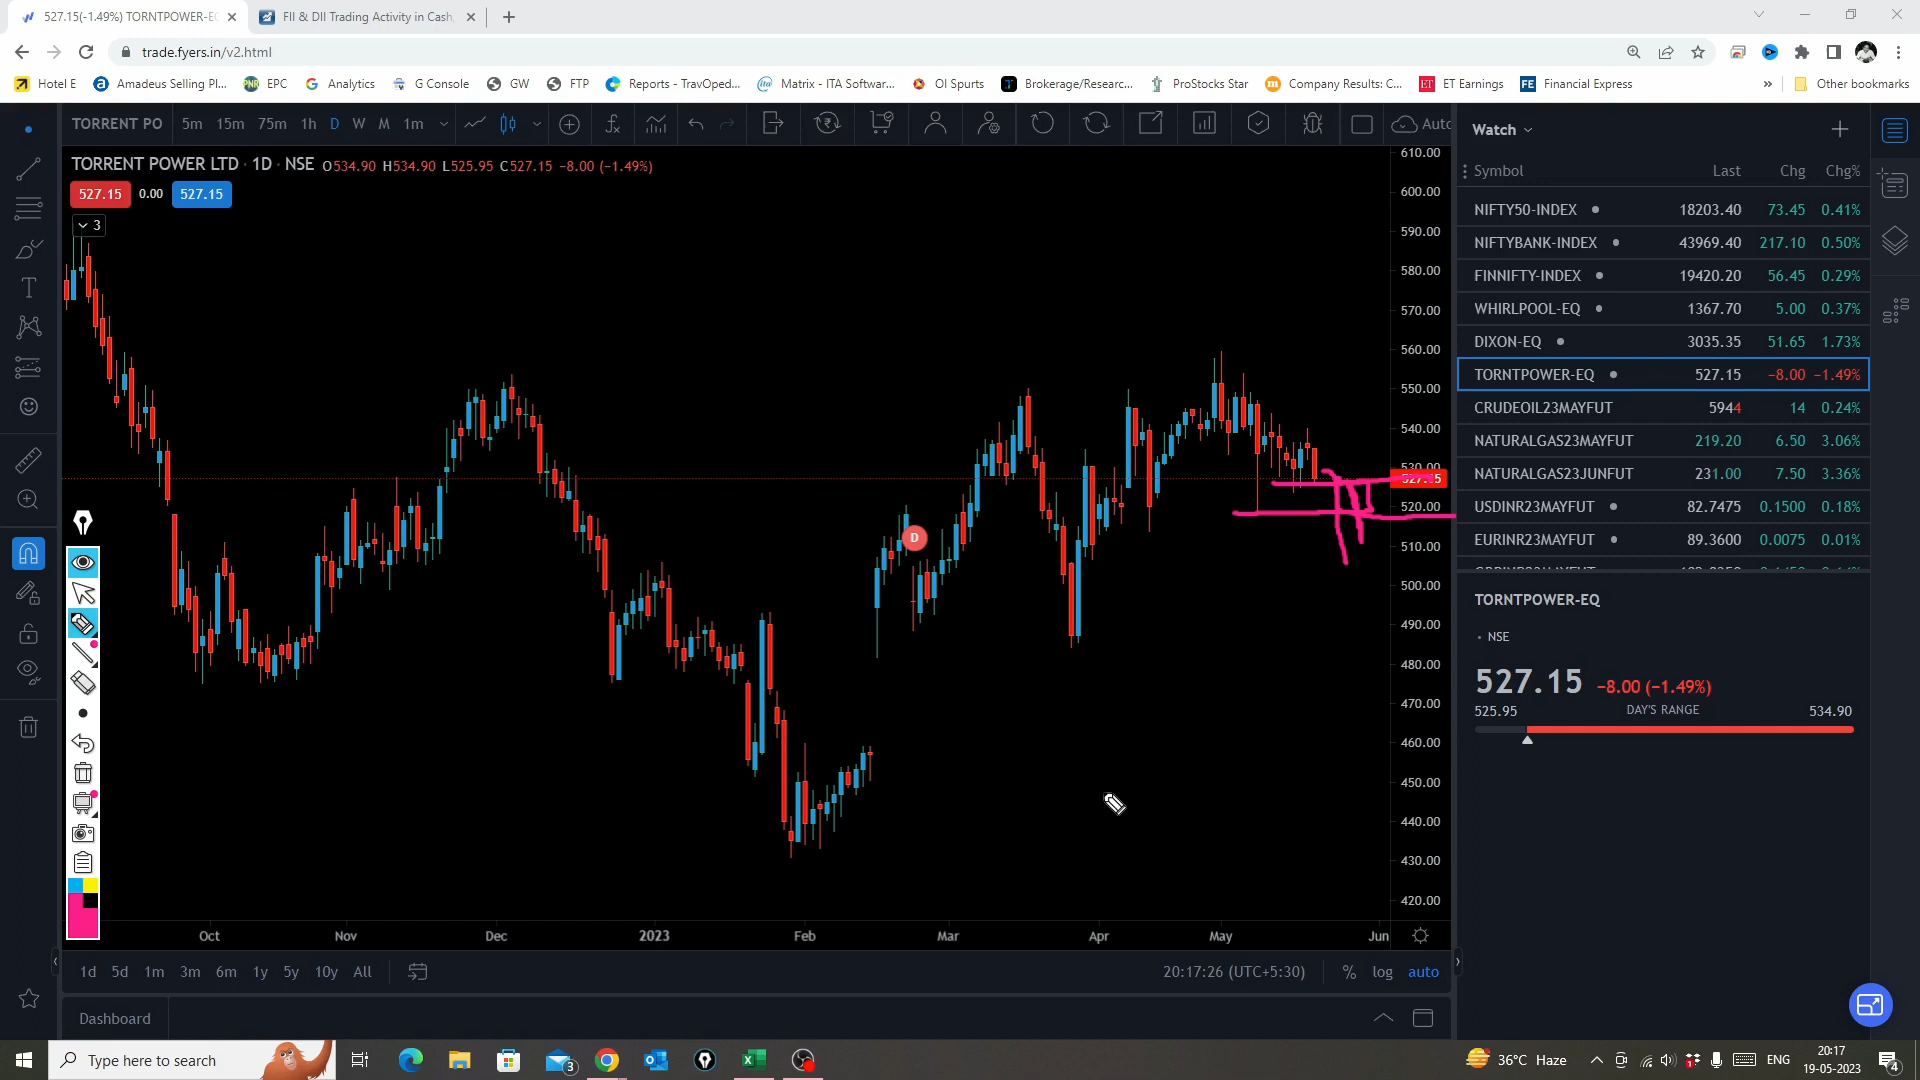 527.15(-1.49%) TORNTPOWER-EQ
FII & DII Trading Activity in Cash,
trade.fyers.in/v2.html
Hotel E
Amadeus Selling Pl...
PNR
EPC
Analytics
G Console
GW
FTP
Reports - TravOped...
Matrix - ITA Softwar...
OI Spurts
Brokerage/Researc...
ProStocks Star
Company Results: C...
ET
ET Earnings
FE
Financial Express
»
Other bookmarks
TORRENT PO
5m 15m 75m 1h D W M 1m
Auto
TORRENT POWER LTD · 1D · NSE O534.90 H534.90 L525.95 C527.15 −8.00 (−1.49%)
527.15 0.00 527.15
3
610.00
600.00
590.00
580.00
570.00
560.00
550.00
540.00
530.00
527.15
520.00
510.00
500.00
490.00
480.00
470.00
460.00
450.00
440.00
430.00
420.00
D
Oct Nov Dec 2023 Feb Mar Apr May Jun
1d 5d 1m 3m 6m 1y 5y 10y All
20:17:26 (UTC+5:30)
% log auto
Dashboard
Watch
Symbol Last Chg Chg%
NIFTY50-INDEX 18203.40 73.45 0.41%
NIFTYBANK-INDEX 43969.40 217.10 0.50%
FINNIFTY-INDEX 19420.20 56.45 0.29%
WHIRLPOOL-EQ 1367.70 5.00 0.37%
DIXON-EQ 3035.35 51.65 1.73%
TORNTPOWER-EQ 527.15 −8.00 −1.49%
CRUDEOIL23MAYFUT 5944 14 0.24%
NATURALGAS23MAYFUT 219.20 6.50 3.06%
NATURALGAS23JUNFUT 231.00 7.50 3.36%
USDINR23MAYFUT 82.7475 0.1500 0.18%
EURINR23MAYFUT 89.3600 0.0075 0.01%
TORNTPOWER-EQ
NSE
527.15 −8.00 (−1.49%)
525.95 DAY'S RANGE 534.90
Type here to search
3
36°C Haze
ENG
20:17
19-05-2023
4